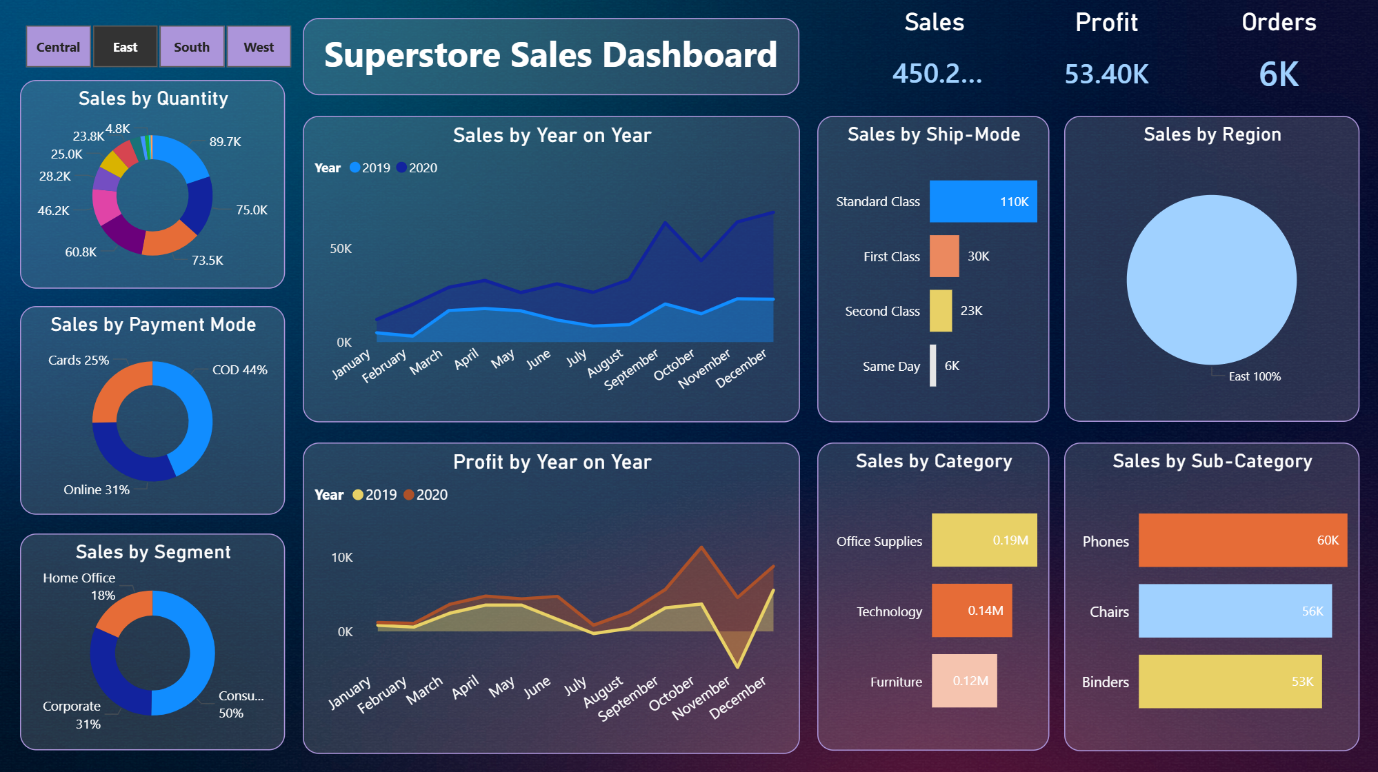 Central East South West
Superstore Sales Dashboard
Sales Profit Orders
450.2... 53.40K 6K
Sales by Quantity
4.8K
23.8K
89.7K
25.0K
28.2K
46.2K
75.0K
60.8K
73.5K
Sales by Year on Year
Year 2019 2020
50K
0K
January February March April May June July August September October November December
Sales by Ship-Mode
Standard Class 110K
First Class 30K
Second Class 23K
Same Day 6K
Sales by Region
East 100%
Sales by Payment Mode
Cards 25%
COD 44%
Online 31%
Profit by Year on Year
Year 2019 2020
10K
0K
January February March April May June July August September October November December
Sales by Category
Office Supplies 0.19M
Technology 0.14M
Furniture 0.12M
Sales by Sub-Category
Phones 60K
Chairs 56K
Binders 53K
Sales by Segment
Home Office
18%
Consu...
50%
Corporate
31%